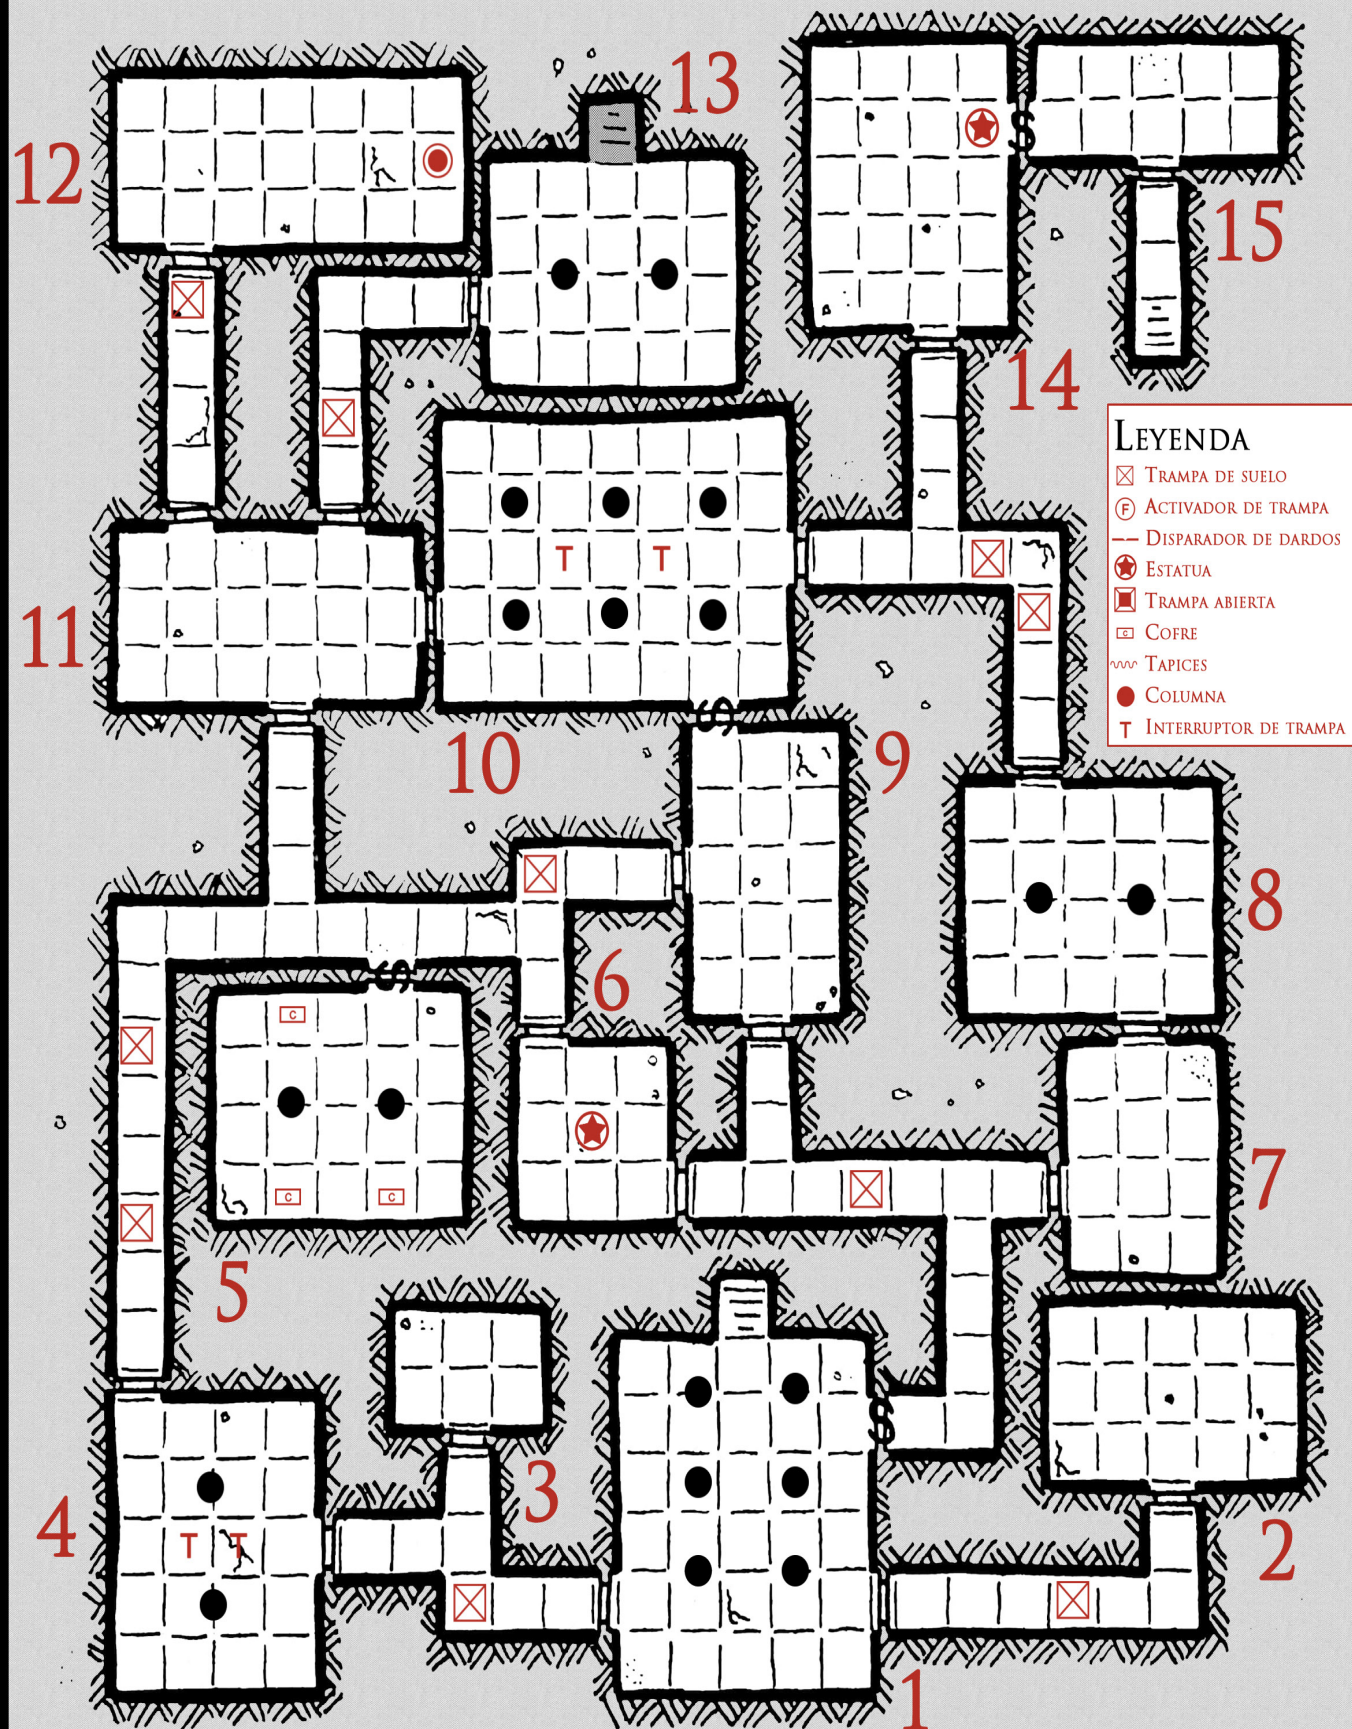 13
12
15
14
LEYENDA
TRAMPA DE SUELO
F ACTIVADOR DE TRAMPA
DISPARADOR DE DARDOS
ESTATUA
TRAMPA ABIERTA
C COFRE
TAPICES
COLUMNA
T INTERRUPTOR DE TRAMPA
S
T T
11
S
10
9
8
S
6
C
7
C C
5
S
3
4
T T
2
1